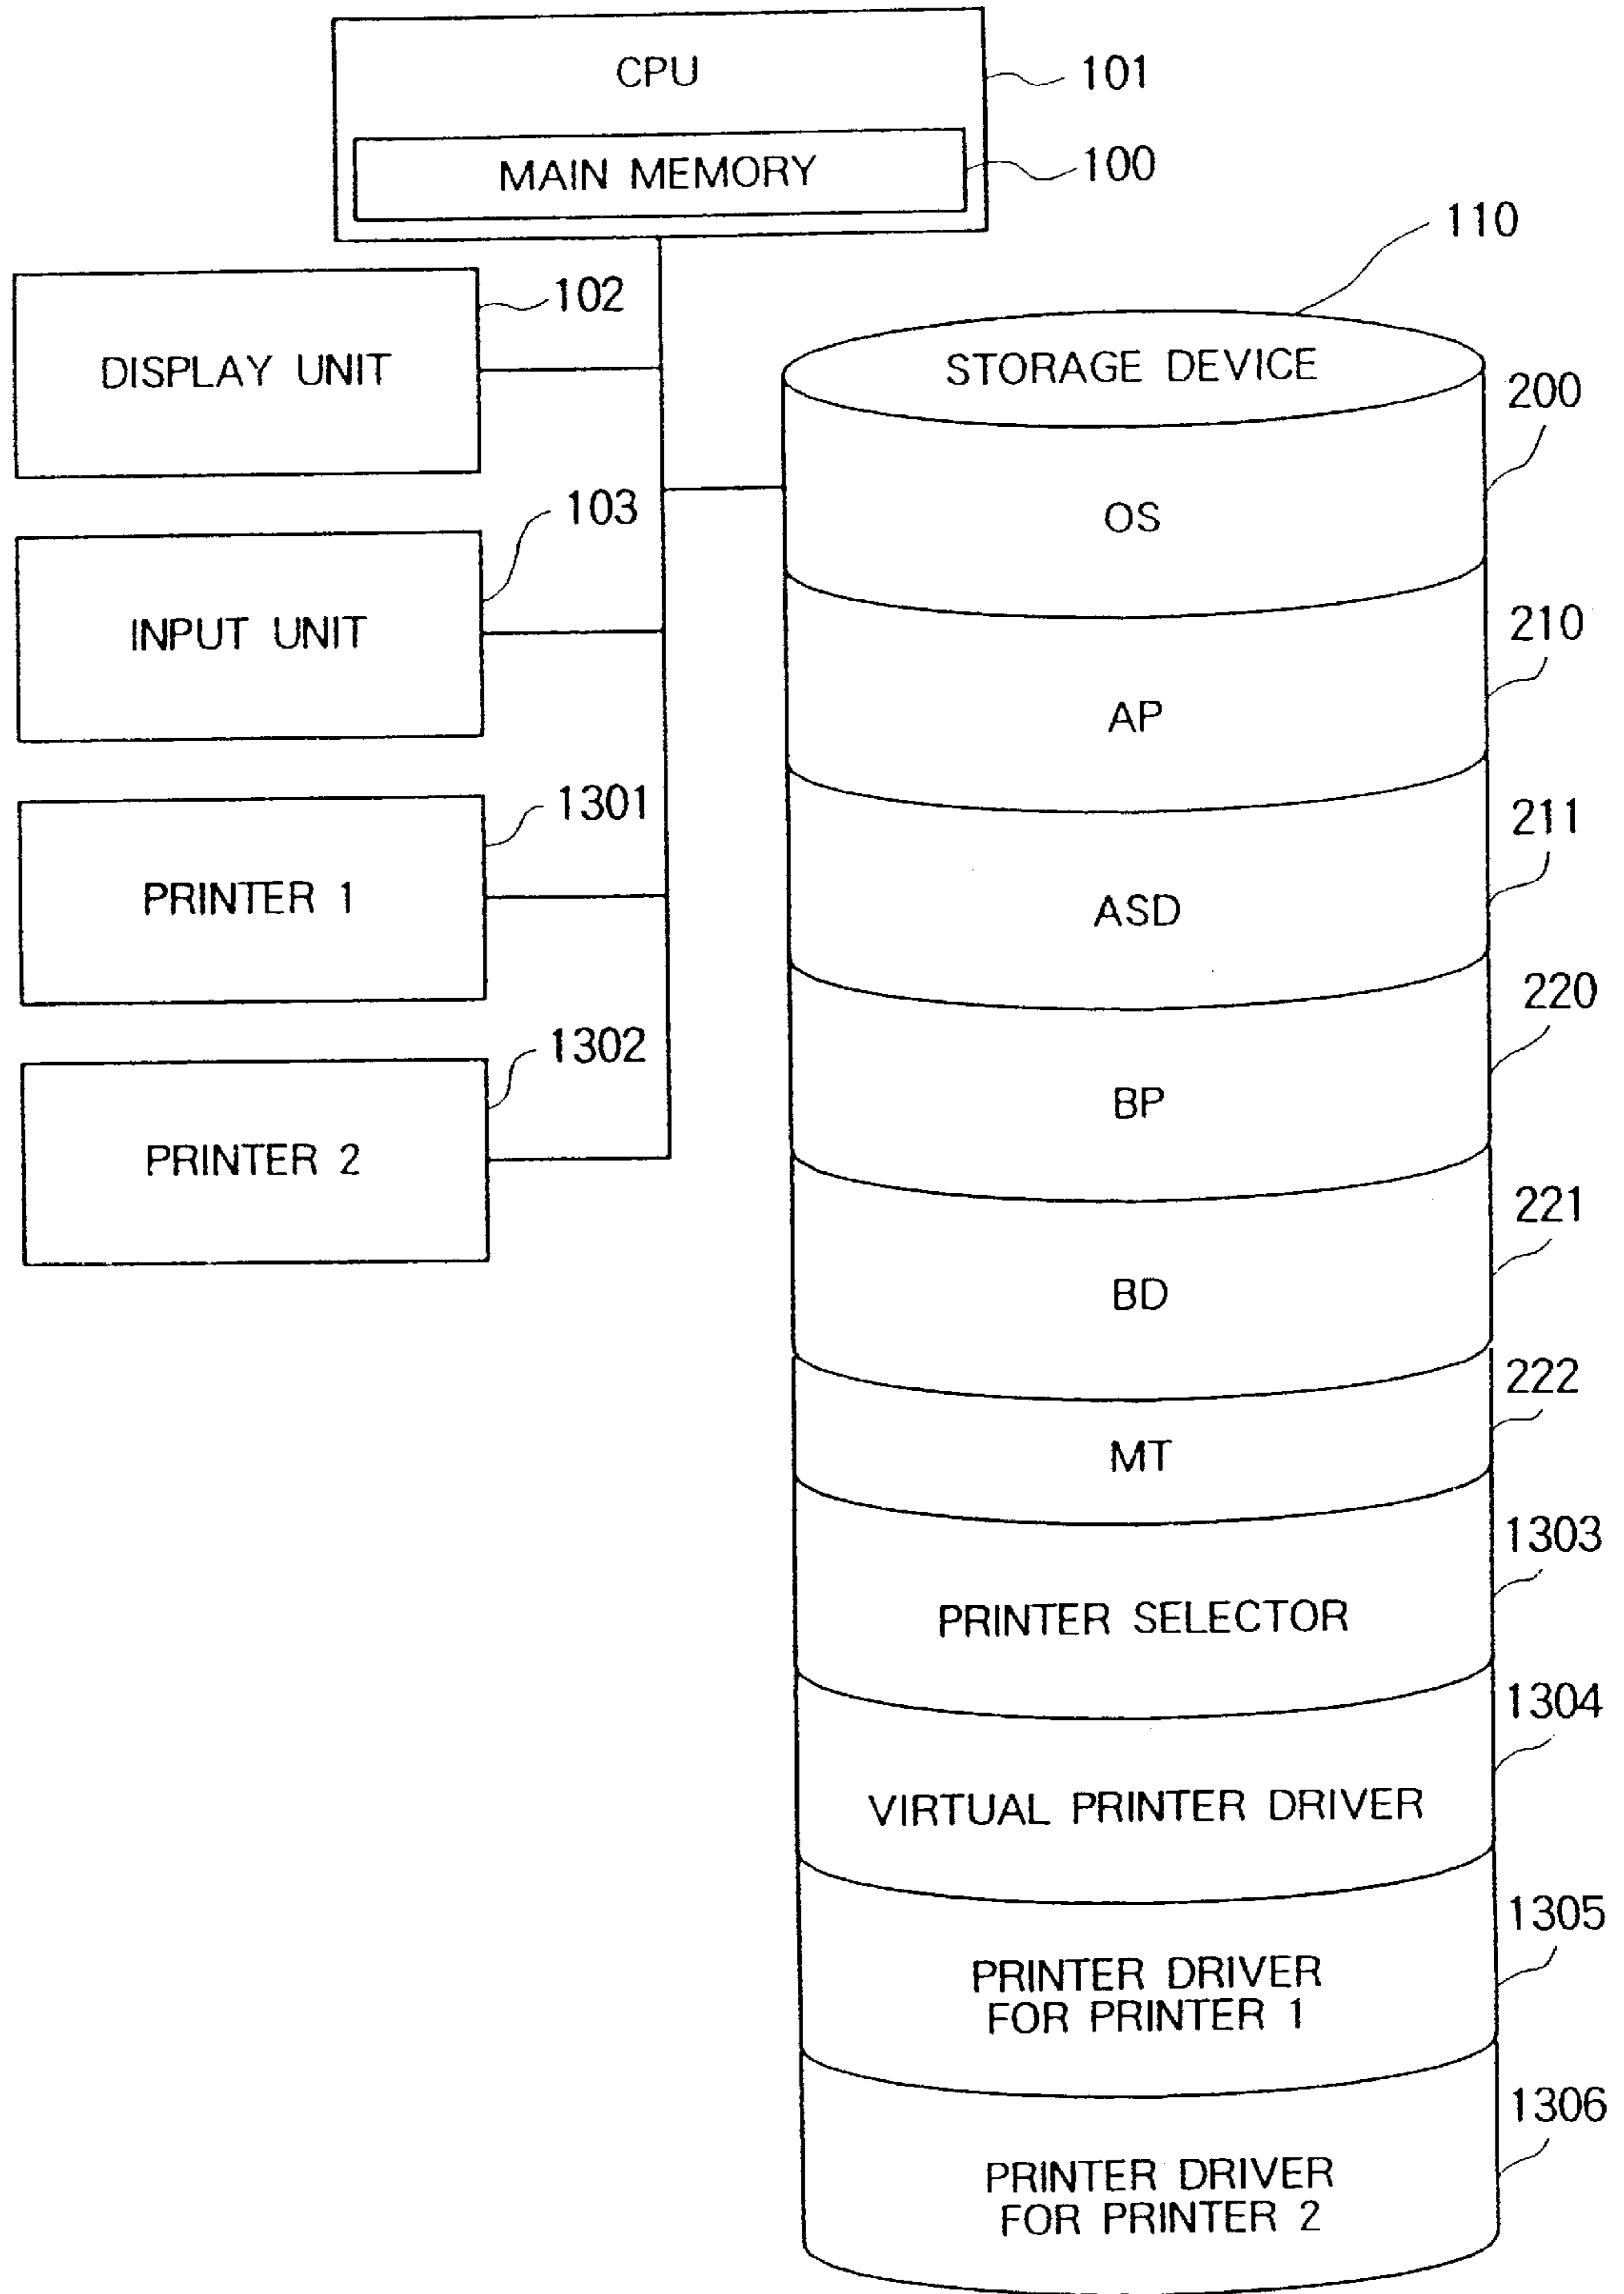 CPU
101
MAIN MEMORY
100
110
DISPLAY UNIT
102
STORAGE DEVICE
200
OS
INPUT UNIT
103
210
AP
PRINTER 1
1301
211
ASD
PRINTER 2
1302
220
BP
221
BD
222
MT
1303
PRINTER SELECTOR
1304
VIRTUAL PRINTER DRIVER
1305
PRINTER DRIVER
FOR PRINTER 1
1306
PRINTER DRIVER
FOR PRINTER 2